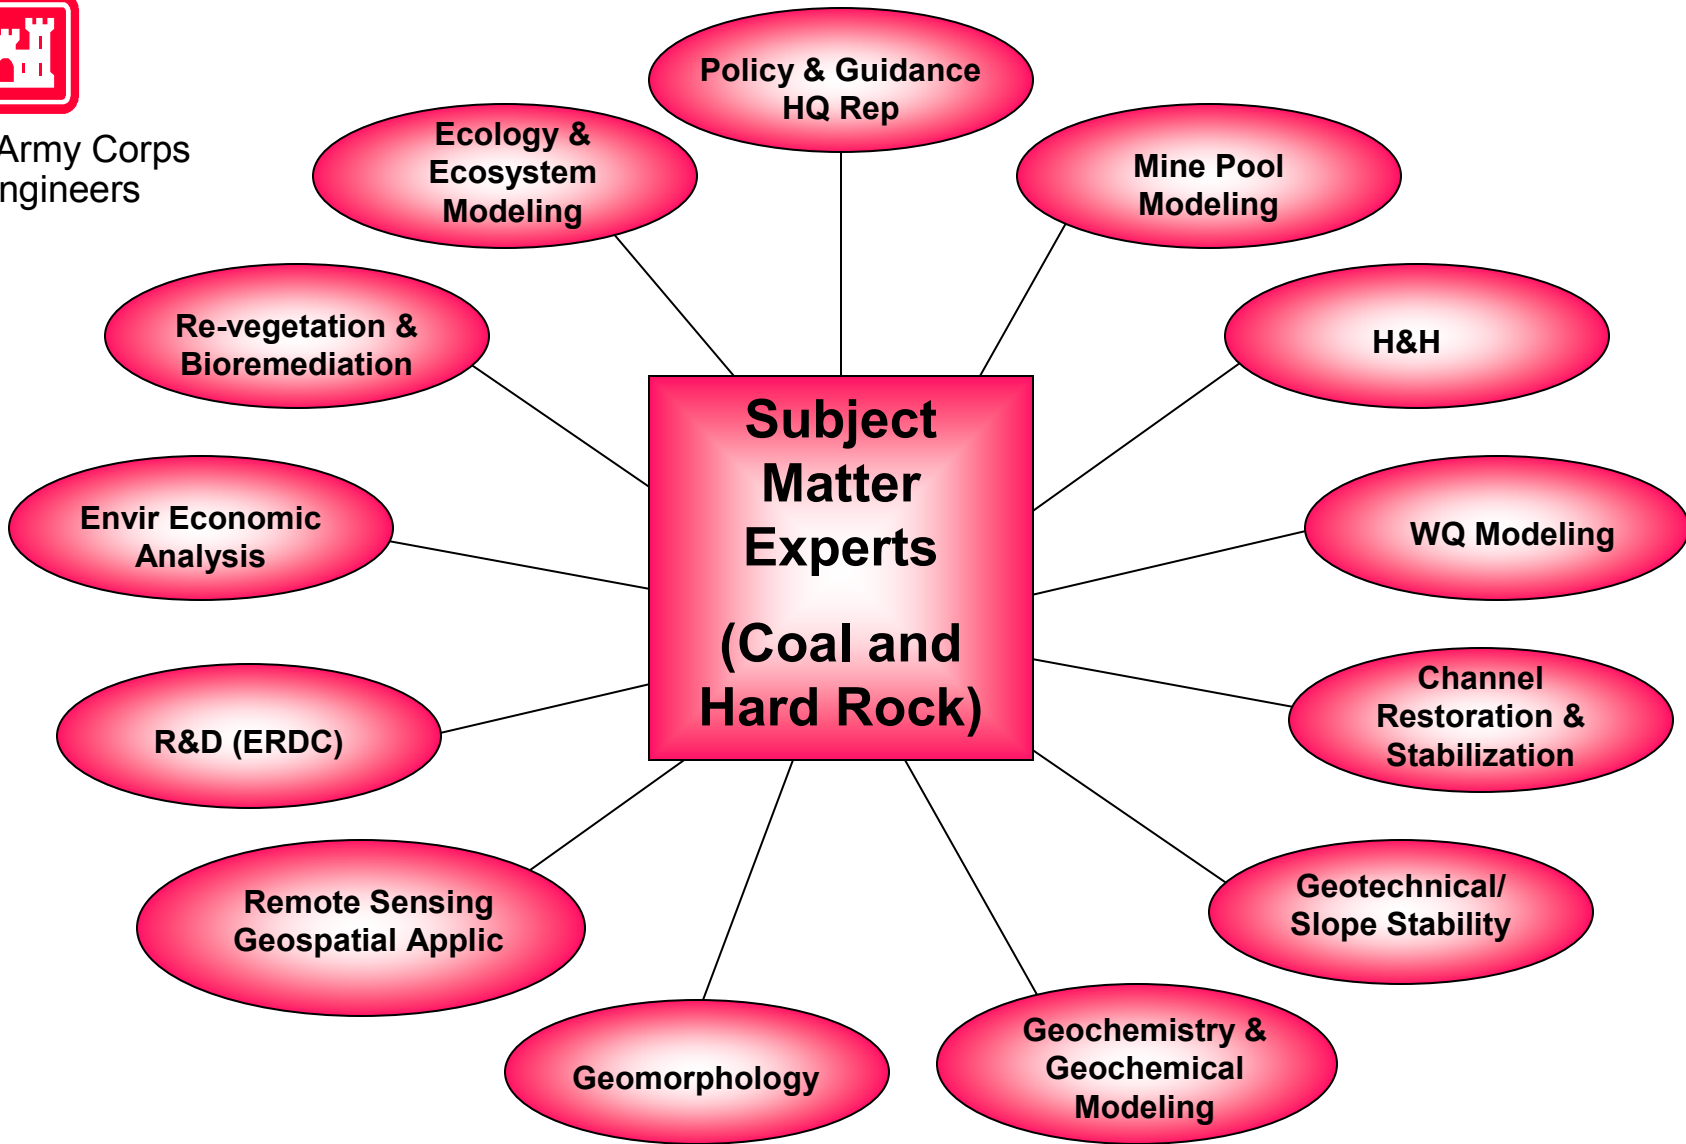 Army Corps
ngineers
Policy & Guidance
HQ Rep
Ecology &
Ecosystem
Modeling
Mine Pool
Modeling
Re-vegetation &
Bioremediation
H&H
Subject
Matter
Experts
(Coal and
Hard Rock)
Envir Economic
Analysis
WQ Modeling
R&D (ERDC)
Channel
Restoration &
Stabilization
Remote Sensing
Geospatial Applic
Geotechnical/
Slope Stability
Geomorphology
Geochemistry &
Geochemical
Modeling